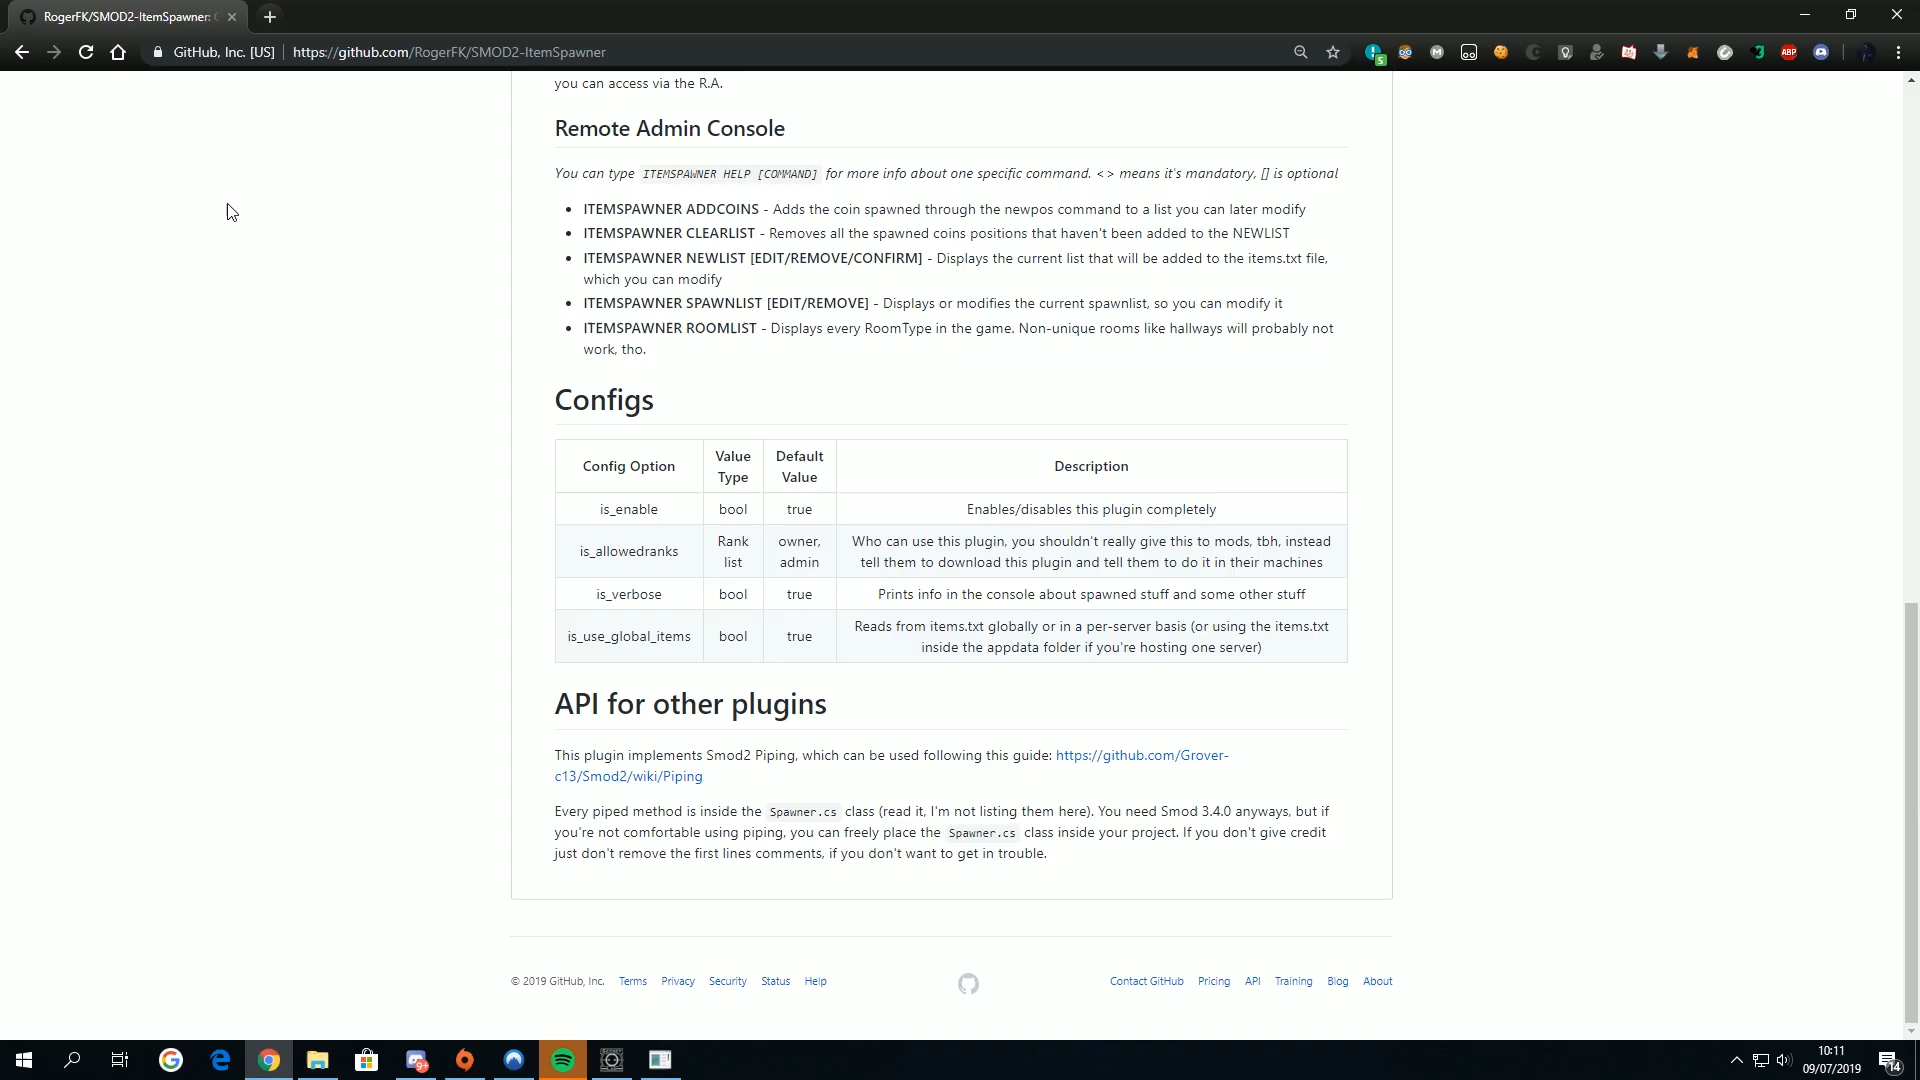 RogerFK/SMOD2-ItemSpawner:
GitHub, Inc. [US]
https://github.com/RogerFK/SMOD2-ItemSpawner
5
ABP
you can access via the R.A.
Remote Admin Console
You can type ITEMSPAWNER HELP [COMMAND] for more info about one specific command. <> means it's mandatory, [] is optional
• ITEMSPAWNER ADDCOINS - Adds the coin spawned through the newpos command to a list you can later modify
• ITEMSPAWNER CLEARLIST - Removes all the spawned coins positions that haven't been added to the NEWLIST
• ITEMSPAWNER NEWLIST [EDIT/REMOVE/CONFIRM] - Displays the current list that will be added to the items.txt file,
which you can modify
• ITEMSPAWNER SPAWNLIST [EDIT/REMOVE] - Displays or modifies the current spawnlist, so you can modify it
• ITEMSPAWNER ROOMLIST - Displays every RoomType in the game. Non-unique rooms like hallways will probably not
work, tho.
Configs
Config Option
Value
Type
Default
Value
Description
is_enable
bool
true
Enables/disables this plugin completely
is_allowedranks
Rank
list
owner,
admin
Who can use this plugin, you shouldn't really give this to mods, tbh, instead
tell them to download this plugin and tell them to do it in their machines
is_verbose
bool
true
Prints info in the console about spawned stuff and some other stuff
is_use_global_items
bool
true
Reads from items.txt globally or in a per-server basis (or using the items.txt
inside the appdata folder if you're hosting one server)
API for other plugins
This plugin implements Smod2 Piping, which can be used following this guide: https://github.com/Grover-
c13/Smod2/wiki/Piping
Every piped method is inside the Spawner.cs class (read it, I'm not listing them here). You need Smod 3.4.0 anyways, but if
you're not comfortable using piping, you can freely place the Spawner.cs class inside your project. If you don't give credit
just don't remove the first lines comments, if you don't want to get in trouble.
© 2019 GitHub, Inc. Terms Privacy Security Status Help
Contact GitHub Pricing API Training Blog About
9+
10:11
09/07/2019
14